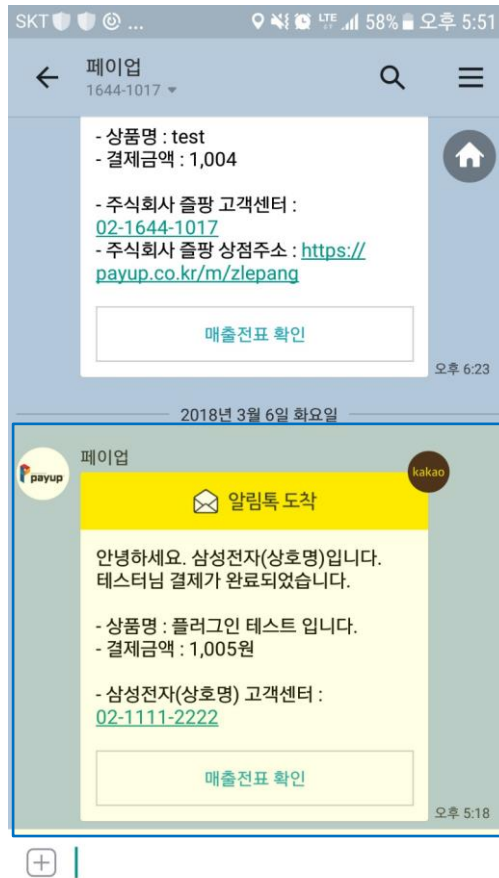 SKT ... LTE 58% 오후 5:51
페이업
1644-1017
- 상품명 : test
- 결제금액 : 1,004
- 주식회사 즐팡 고객센터 :
02-1644-1017
- 주식회사 즐팡 상점주소 : https://
payup.co.kr/m/zlepang
매출전표 확인
오후 6:23
2018년 3월 6일 화요일
payup
페이업
kakao
알림톡 도착
안녕하세요. 삼성전자(상호명)입니다.
테스터님 결제가 완료되었습니다.
- 상품명 : 플러그인 테스트 입니다.
- 결제금액 : 1,005원
- 삼성전자(상호명) 고객센터 :
02-1111-2222
매출전표 확인
오후 5:18